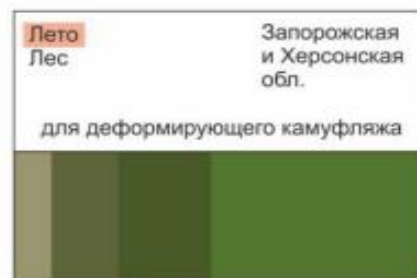 Лето
Лес
Запорожская
и Херсонская
обл.
для деформирующего камуфляжа